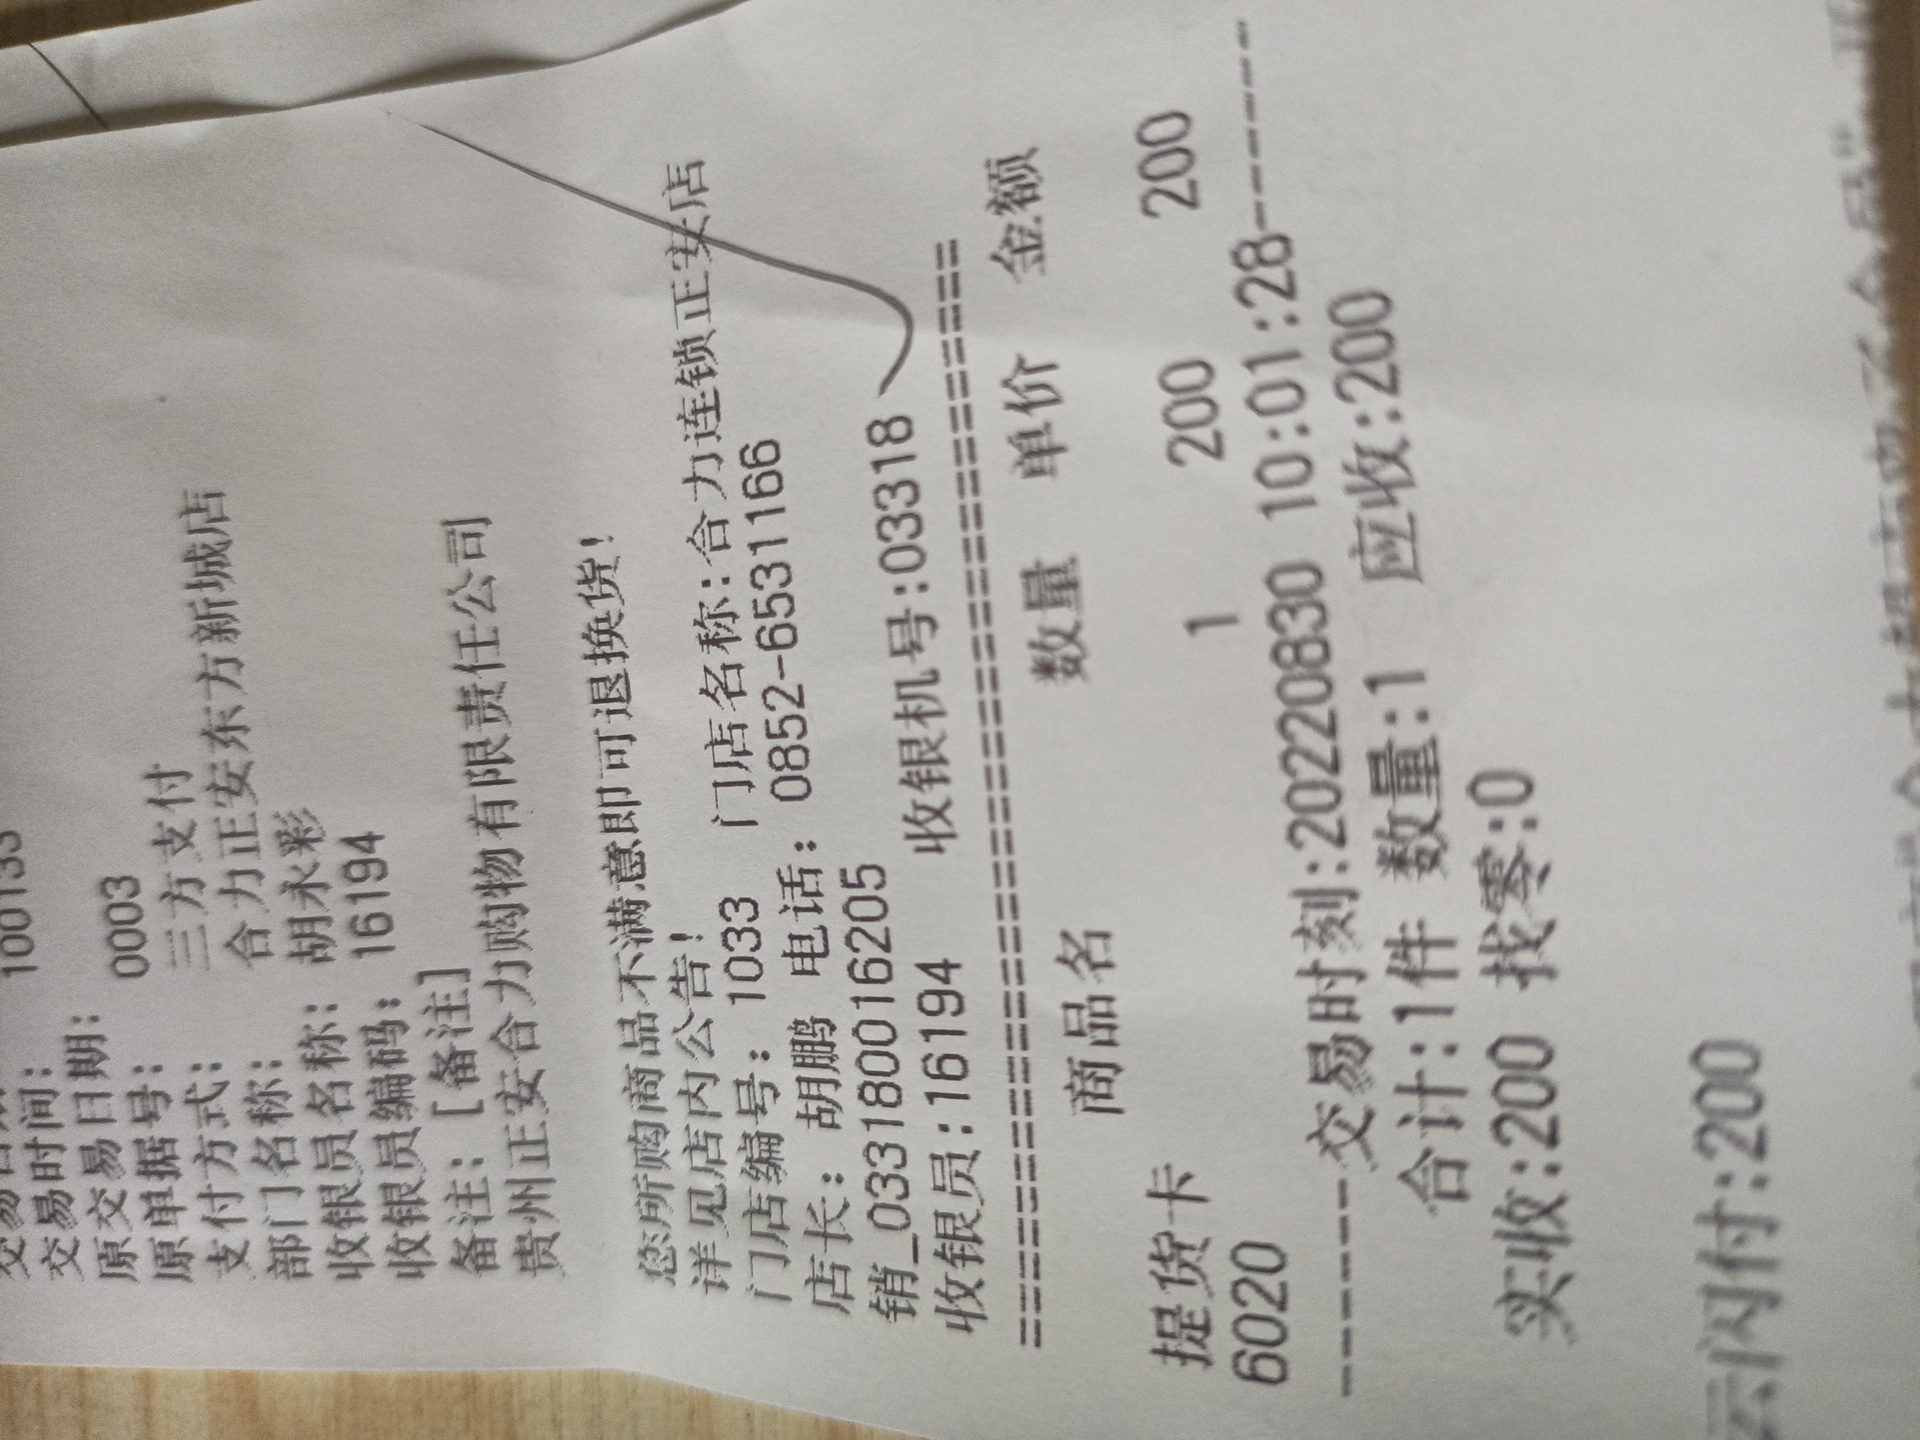 100133
交易时间:
原交易日期:
原单据号: 0003
支付方式: 三方支付
部门名称: 合力正安东方新城店
收银员名称: 胡永彩
收银员编码: 16194
备注: [备注]
贵州正安合力购物有限责任公司
您所购商品不满意即可退换货!
详见店内公告!
门店编号: 1033 门店名称:合力连锁正安店
店长: 胡鹏 电话: 0852-6531166
销_033180016205
收银员:16194 收银机号:03318
==============================
商品名 数量 单价 金额
提货卡 1 200 200
6020
--------交易时刻:20220830 10:01:28--------
合计:1件 数量:1 应收:200
实收:200 找零:0
云闪付:200